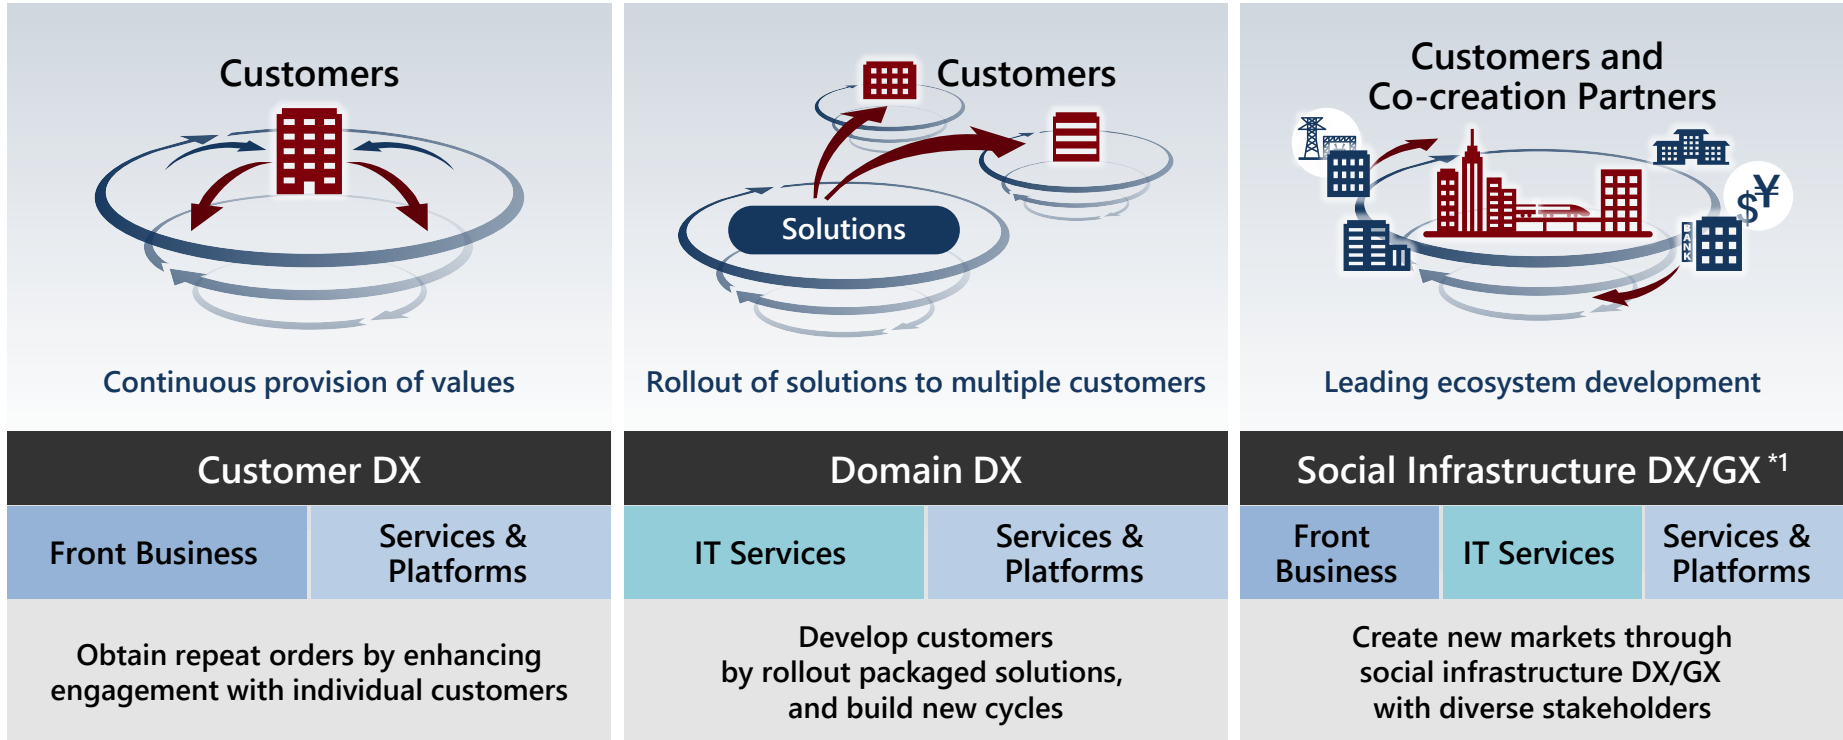 Customers
Continuous provision of values
Customer DX
Front Business
Services &
Platforms
Obtain repeat orders by enhancing
engagement with individual customers
Customers
Solutions
Rollout of solutions to multiple customers
Domain DX
IT Services
Services &
Platforms
Develop customers
by rollout packaged solutions,
and build new cycles
Customers and
Co-creation Partners
$¥
BANK
Leading ecosystem development
Social Infrastructure DX/GX *1
Front
Business
IT Services
Services &
Platforms
Create new markets through
social infrastructure DX/GX
with diverse stakeholders